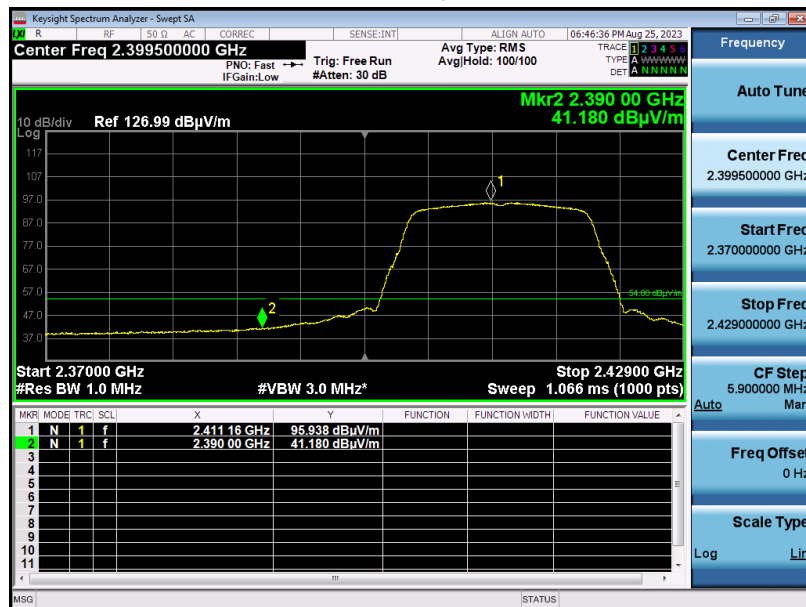 Keysight Spectrum Analyzer - Swept SA
LXI R RF 50 Ω AC CORREC SENSE:INT ALIGN AUTO 06:46:36 PM Aug 25, 2023
Center Freq 2.399500000 GHz
PNO: Fast
IFGain:Low
Trig: Free Run
#Atten: 30 dB
Avg Type: RMS
Avg|Hold: 100/100
TRACE 1 2 3 4 5 6
TYPE A WWWWW
DET A N N N N N
Mkr2 2.390 00 GHz
41.180 dBμV/m
10 dB/div Ref 126.99 dBμV/m
Log
117
107
97.0
87.0
77.0
67.0
57.0
47.0
37.0
1
2
54.00 dBμV/m
Start 2.37000 GHz Stop 2.42900 GHz
#Res BW 1.0 MHz #VBW 3.0 MHz* Sweep 1.066 ms (1000 pts)
MKR MODE TRC SCL X Y FUNCTION FUNCTION WIDTH FUNCTION VALUE
1 N 1 f 2.411 16 GHz 95.938 dBμV/m
2 N 1 f 2.390 00 GHz 41.180 dBμV/m
3
4
5
6
7
8
9
10
11
MSG STATUS
Frequency
Auto Tune
Center Freq
2.399500000 GHz
Start Freq
2.370000000 GHz
Stop Freq
2.429000000 GHz
CF Step
5.900000 MHz
Auto Man
Freq Offset
0 Hz
Scale Type
Log Lin